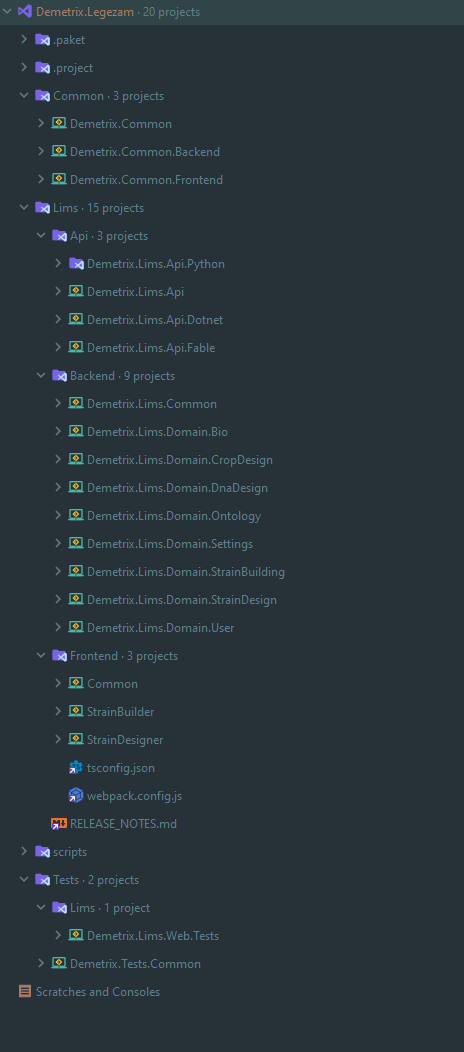 Demetrix.Legezam · 20 projects
.paket
.project
Common · 3 projects
Demetrix.Common
Demetrix.Common.Backend
Demetrix.Common.Frontend
Lims · 15 projects
Api · 3 projects
Demetrix.Lims.Api.Python
Demetrix.Lims.Api
Demetrix.Lims.Api.Dotnet
Demetrix.Lims.Api.Fable
Backend · 9 projects
Demetrix.Lims.Common
Demetrix.Lims.Domain.Bio
Demetrix.Lims.Domain.CropDesign
Demetrix.Lims.Domain.DnaDesign
Demetrix.Lims.Domain.Ontology
Demetrix.Lims.Domain.Settings
Demetrix.Lims.Domain.StrainBuilding
Demetrix.Lims.Domain.StrainDesign
Demetrix.Lims.Domain.User
Frontend · 3 projects
Common
StrainBuilder
StrainDesigner
tsconfig.json
webpack.config.js
RELEASE_NOTES.md
scripts
Tests · 2 projects
Lims · 1 project
Demetrix.Lims.Web.Tests
Demetrix.Tests.Common
Scratches and Consoles